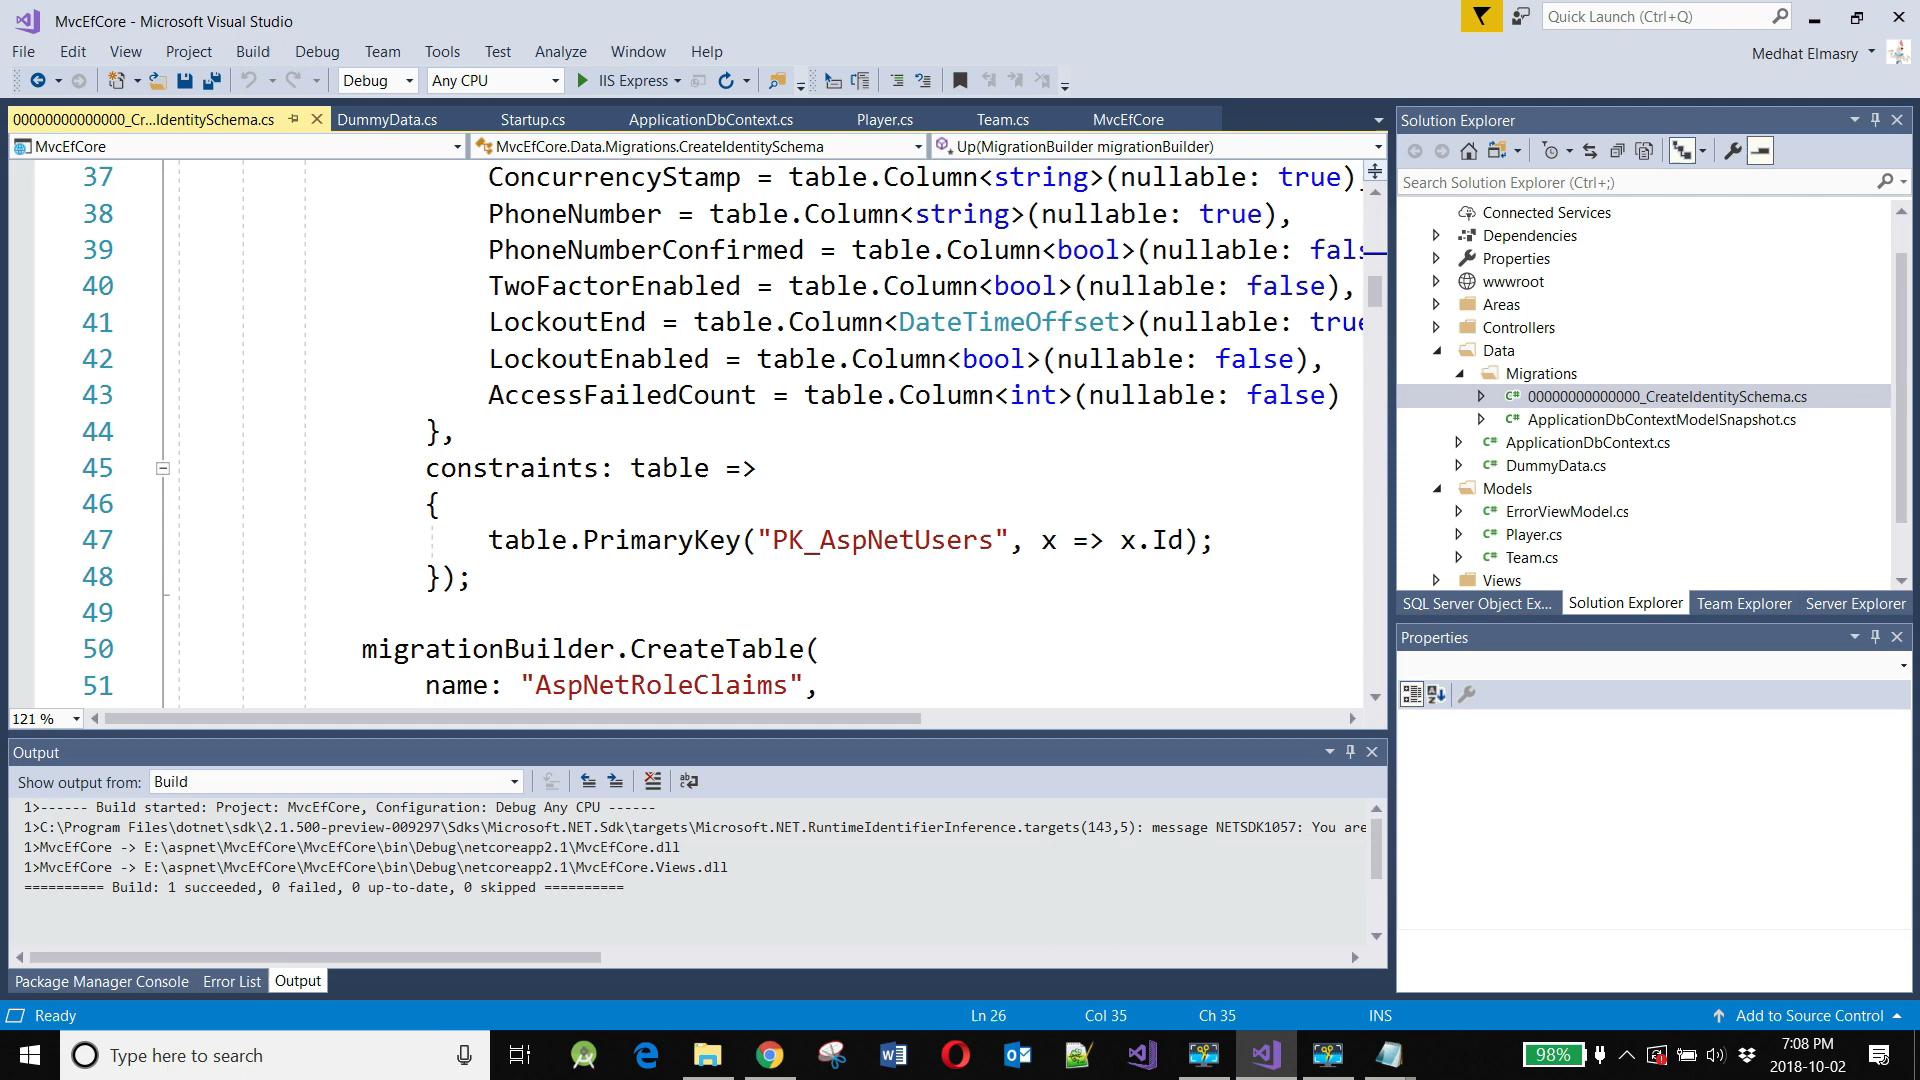 MvcEfCore - Microsoft Visual Studio
Quick Launch (Ctrl+Q)
File Edit View Project Build Debug Team Tools Test Analyze Window Help
Medhat Elmasry
Debug Any CPU IIS Express
00000000000000_Cr...IdentitySchema.cs DummyData.cs Startup.cs ApplicationDbContext.cs Player.cs Team.cs MvcEfCore
MvcEfCore MvcEfCore.Data.Migrations.CreateIdentitySchema Up(MigrationBuilder migrationBuilder)
37 ConcurrencyStamp = table.Column<string>(nullable: true),
38 PhoneNumber = table.Column<string>(nullable: true),
39 PhoneNumberConfirmed = table.Column<bool>(nullable: fals
40 TwoFactorEnabled = table.Column<bool>(nullable: false),
41 LockoutEnd = table.Column<DateTimeOffset>(nullable: true
42 LockoutEnabled = table.Column<bool>(nullable: false),
43 AccessFailedCount = table.Column<int>(nullable: false)
44 },
45 constraints: table =>
46 {
47 table.PrimaryKey("PK_AspNetUsers", x => x.Id);
48 });
49
50 migrationBuilder.CreateTable(
51 name: "AspNetRoleClaims",
121 %
Output
Show output from: Build
1>------ Build started: Project: MvcEfCore, Configuration: Debug Any CPU ------
1>C:\Program Files\dotnet\sdk\2.1.500-preview-009297\Sdks\Microsoft.NET.Sdk\targets\Microsoft.NET.RuntimeIdentifierInference.targets(143,5): message NETSDK1057: You are
1>MvcEfCore -> E:\aspnet\MvcEfCore\MvcEfCore\bin\Debug\netcoreapp2.1\MvcEfCore.dll
1>MvcEfCore -> E:\aspnet\MvcEfCore\MvcEfCore\bin\Debug\netcoreapp2.1\MvcEfCore.Views.dll
========== Build: 1 succeeded, 0 failed, 0 up-to-date, 0 skipped ==========
Package Manager Console Error List Output
Solution Explorer
Search Solution Explorer (Ctrl+;)
Connected Services
Dependencies
Properties
wwwroot
Areas
Controllers
Data
Migrations
C# 00000000000000_CreateIdentitySchema.cs
C# ApplicationDbContextModelSnapshot.cs
C# ApplicationDbContext.cs
C# DummyData.cs
Models
C# ErrorViewModel.cs
C# Player.cs
C# Team.cs
Views
SQL Server Object Ex... Solution Explorer Team Explorer Server Explorer
Properties
Ready Ln 26 Col 35 Ch 35 INS Add to Source Control
Type here to search
98%
7:08 PM
2018-10-02